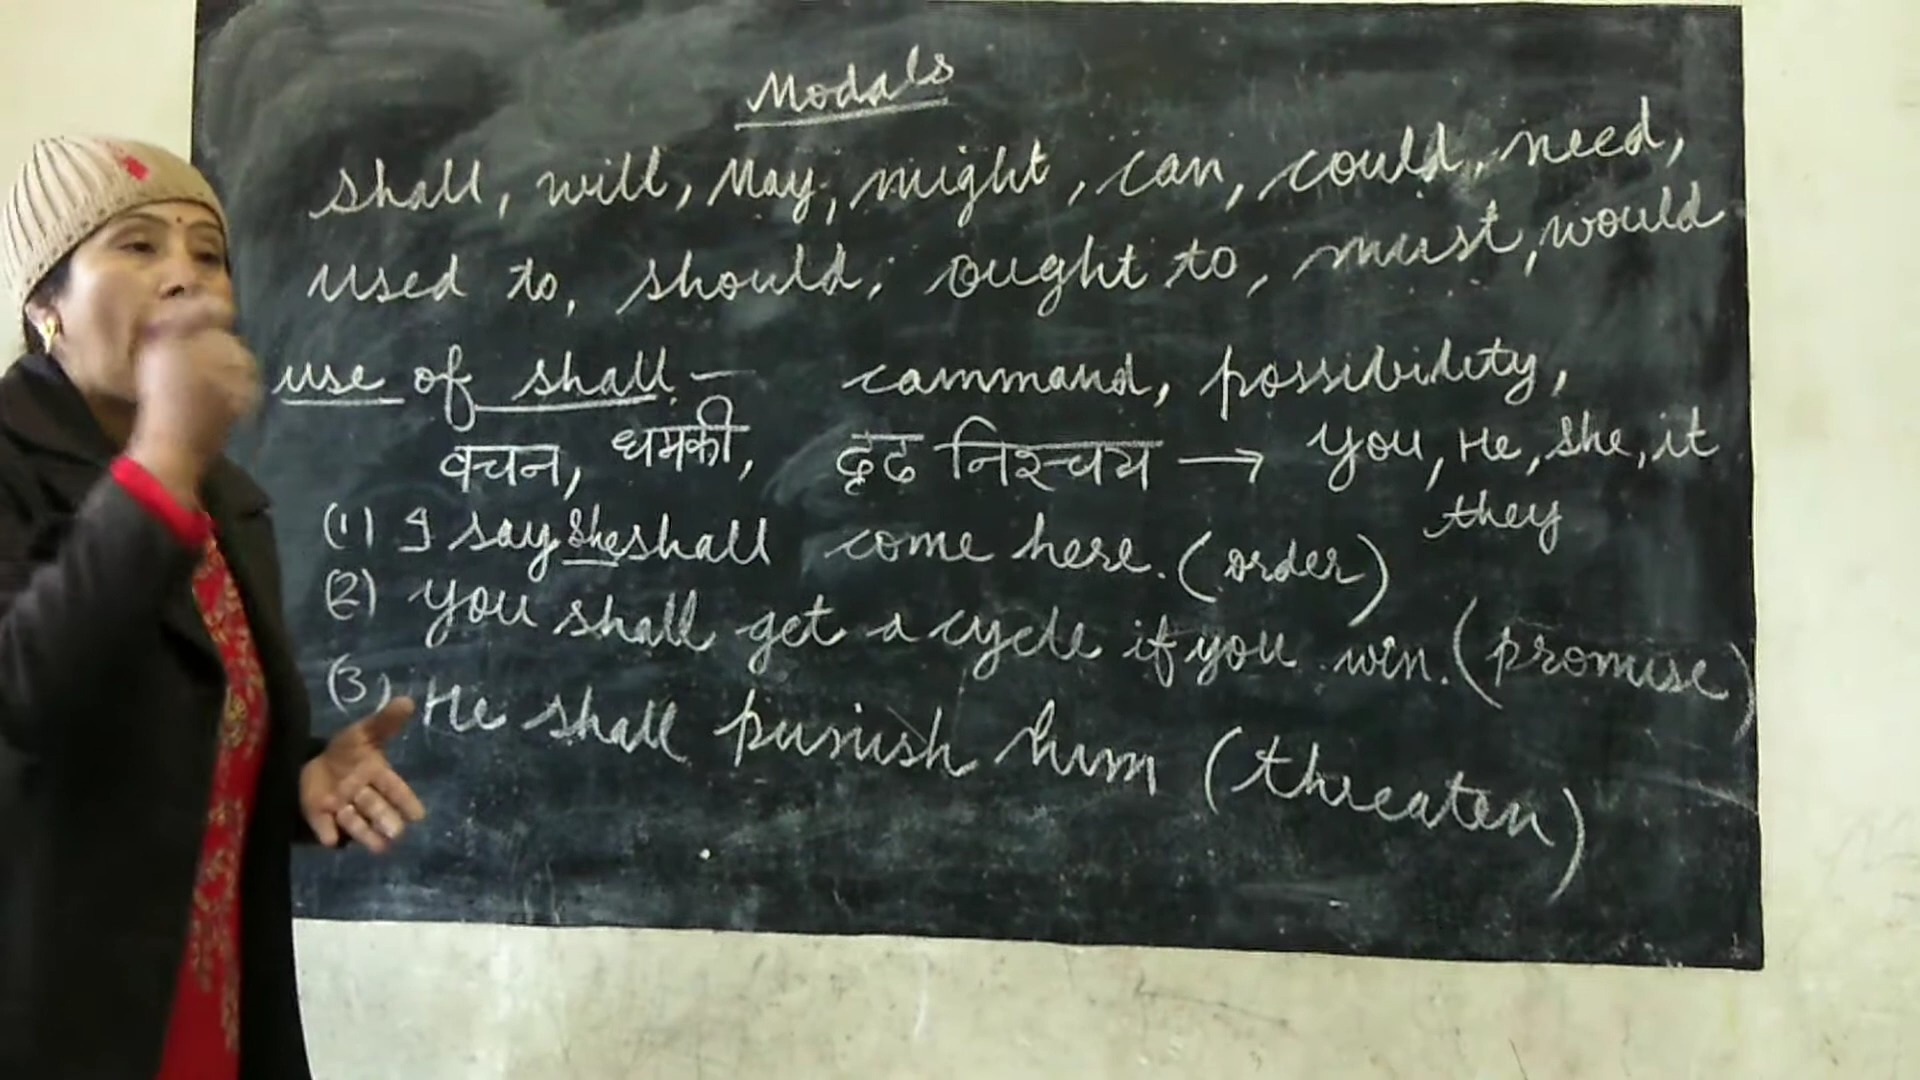 Modals
shall, will, May, might, can, could, need,
used to, should, ought to, must, would
use of shall - command, possibility,
वचन, धमकी, दृढ निश्चय → you, He, she, it
they
(1) I say she shall come here. (order)
(2) you shall get a cycle if you win. (promise)
(3) He shall punish him (threaten)